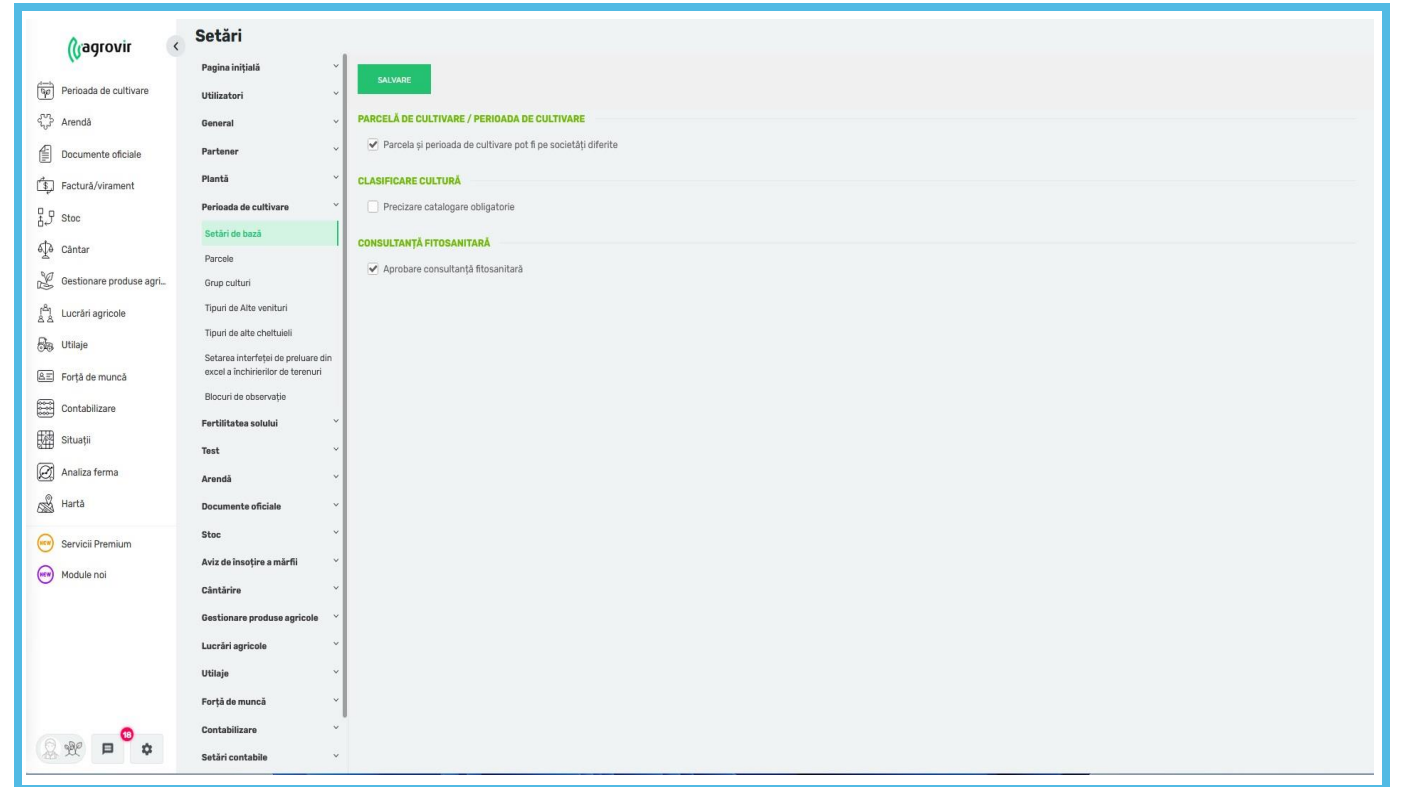 agrovir
Perioada de cultivare
Arendă
Documente oficiale
Factură/virament
Stoc
Cântar
Gestionare produse agri...
Lucrări agricole
Utilaje
Forță de muncă
Contabilizare
Situații
Analiza ferma
Hartă
NEW
Servicii Premium
NEW
Module noi
18
Setări
Pagina inițială
Utilizatori
General
Partener
Plantă
Perioada de cultivare
Setări de bază
Parcele
Grup culturi
Tipuri de Alte venituri
Tipuri de alte cheltuieli
Setarea interfeței de preluare din
excel a închirierilor de terenuri
Blocuri de observație
Fertilitatea solului
Test
Arendă
Documente oficiale
Stoc
Aviz de însoțire a mărfii
Cântărire
Gestionare produse agricole
Lucrări agricole
Utilaje
Forță de muncă
Contabilizare
Setări contabile
SALVARE
PARCELĂ DE CULTIVARE / PERIOADA DE CULTIVARE
Parcela și perioada de cultivare pot fi pe societăți diferite
CLASIFICARE CULTURĂ
Precizare catalogare obligatorie
CONSULTANȚĂ FITOSANITARĂ
Aprobare consultanță fitosanitară